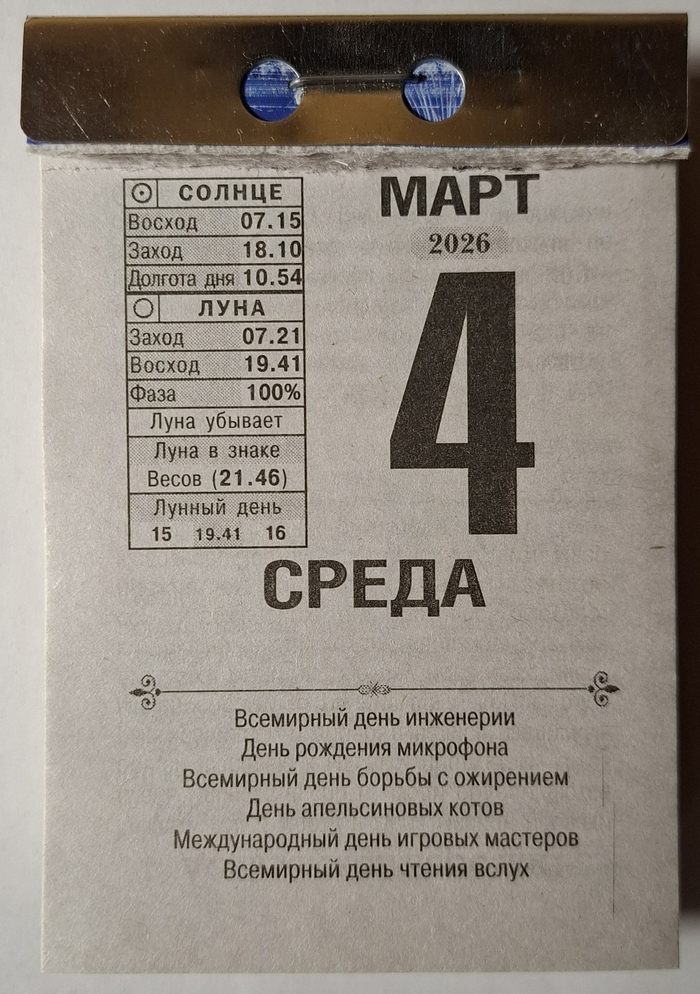 СОЛНЦЕ
Восход 07.15
Заход 18.10
Долгота дня 10.54
ЛУНА
Заход 07.21
Восход 19.41
Фаза 100%
Луна убывает
Луна в знаке
Весов (21.46)
Лунный день
15 19.41 16
МАРТ
2026
4
СРЕДА
Всемирный день инженерии
День рождения микрофона
Всемирный день борьбы с ожирением
День апельсиновых котов
Международный день игровых мастеров
Всемирный день чтения вслух